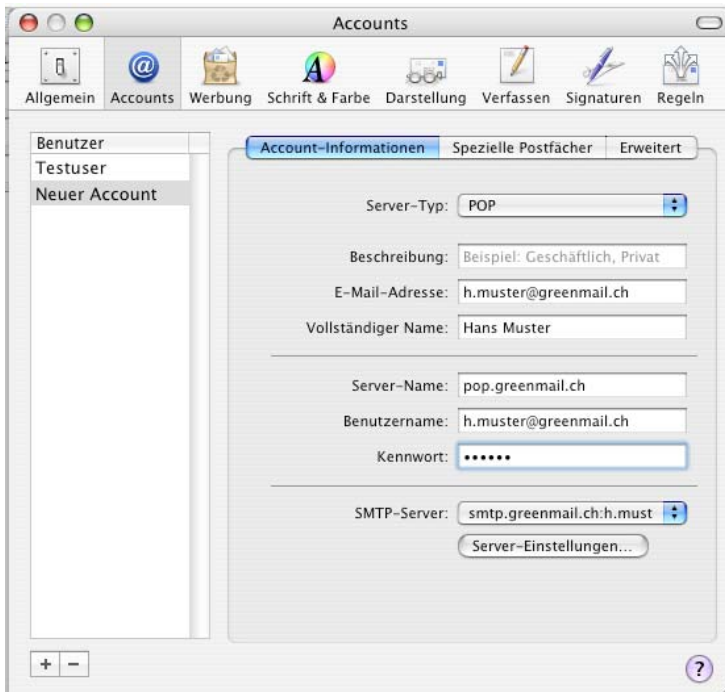 Accounts
Allgemein Accounts Werbung Schrift & Farbe Darstellung Verfassen Signaturen Regeln
Benutzer
Testuser
Neuer Account
Account-Informationen Spezielle Postfächer Erweitert
Server-Typ: POP
Beschreibung: Beispiel: Geschäftlich, Privat
E-Mail-Adresse: h.muster@greenmail.ch
Vollständiger Name: Hans Muster
Server-Name: pop.greenmail.ch
Benutzername: h.muster@greenmail.ch
Kennwort: ••••••
SMTP-Server: smtp.greenmail.ch:h.must
Server-Einstellungen...
+ −
?